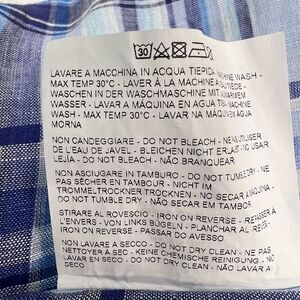 30
LAVARE A MACCHINA IN ACQUA TIEPIDA MACHINE WASH -
MAX TEMP 30°C - LAVER À LA MACHINE À
WASCHEN IN DER WASCHMASCHINE MIT LAUWARMEM
WASSER - LAVAR A MÁQUINA EN AGUA TIBIA MACHINE
WASH - MAX TEMP 30°C - LAVAR NA MÁQUINA EM AGUA
MORNA
NON CANDEGGIARE - DO NOT BLEACH - NE
DE L'EAU DE JAVEL - BLEICHEN NICHT ERLAUBT - NO USAR
LEJÍA - DO NOT BLEACH - NÃO BRANQUEAR
NON ASCIUGARE IN TAMBURO - DO NOT TUMBLE DRY - NE
PAS SÉCHER EN TAMBOUR - NICHT IM
TROMMELTROCKNER TROCKNEN - NO SECAR A MÁQUINA -
DO NOT TUMBLE DRY - NÃO SECAR EM TAMBOR
STIRARE AL ROVESCIO - IRON ON REVERSE - REPASSER À
L'ENVERS - VON LINKS BÜGELN - PLANCHAR AL REVÉS -
IRON ON REVERSE - PASSAR DO AVESSO
NON LAVARE A SECCO - DO NOT DRY CLEAN - NE PAS
NETTOYER À SEC - KEINE CHEMISCHE REINIGUNG - NO
LAVAR EN SECO - DO NOT DRY CLEAN - NÃO LAVAR A
SECO